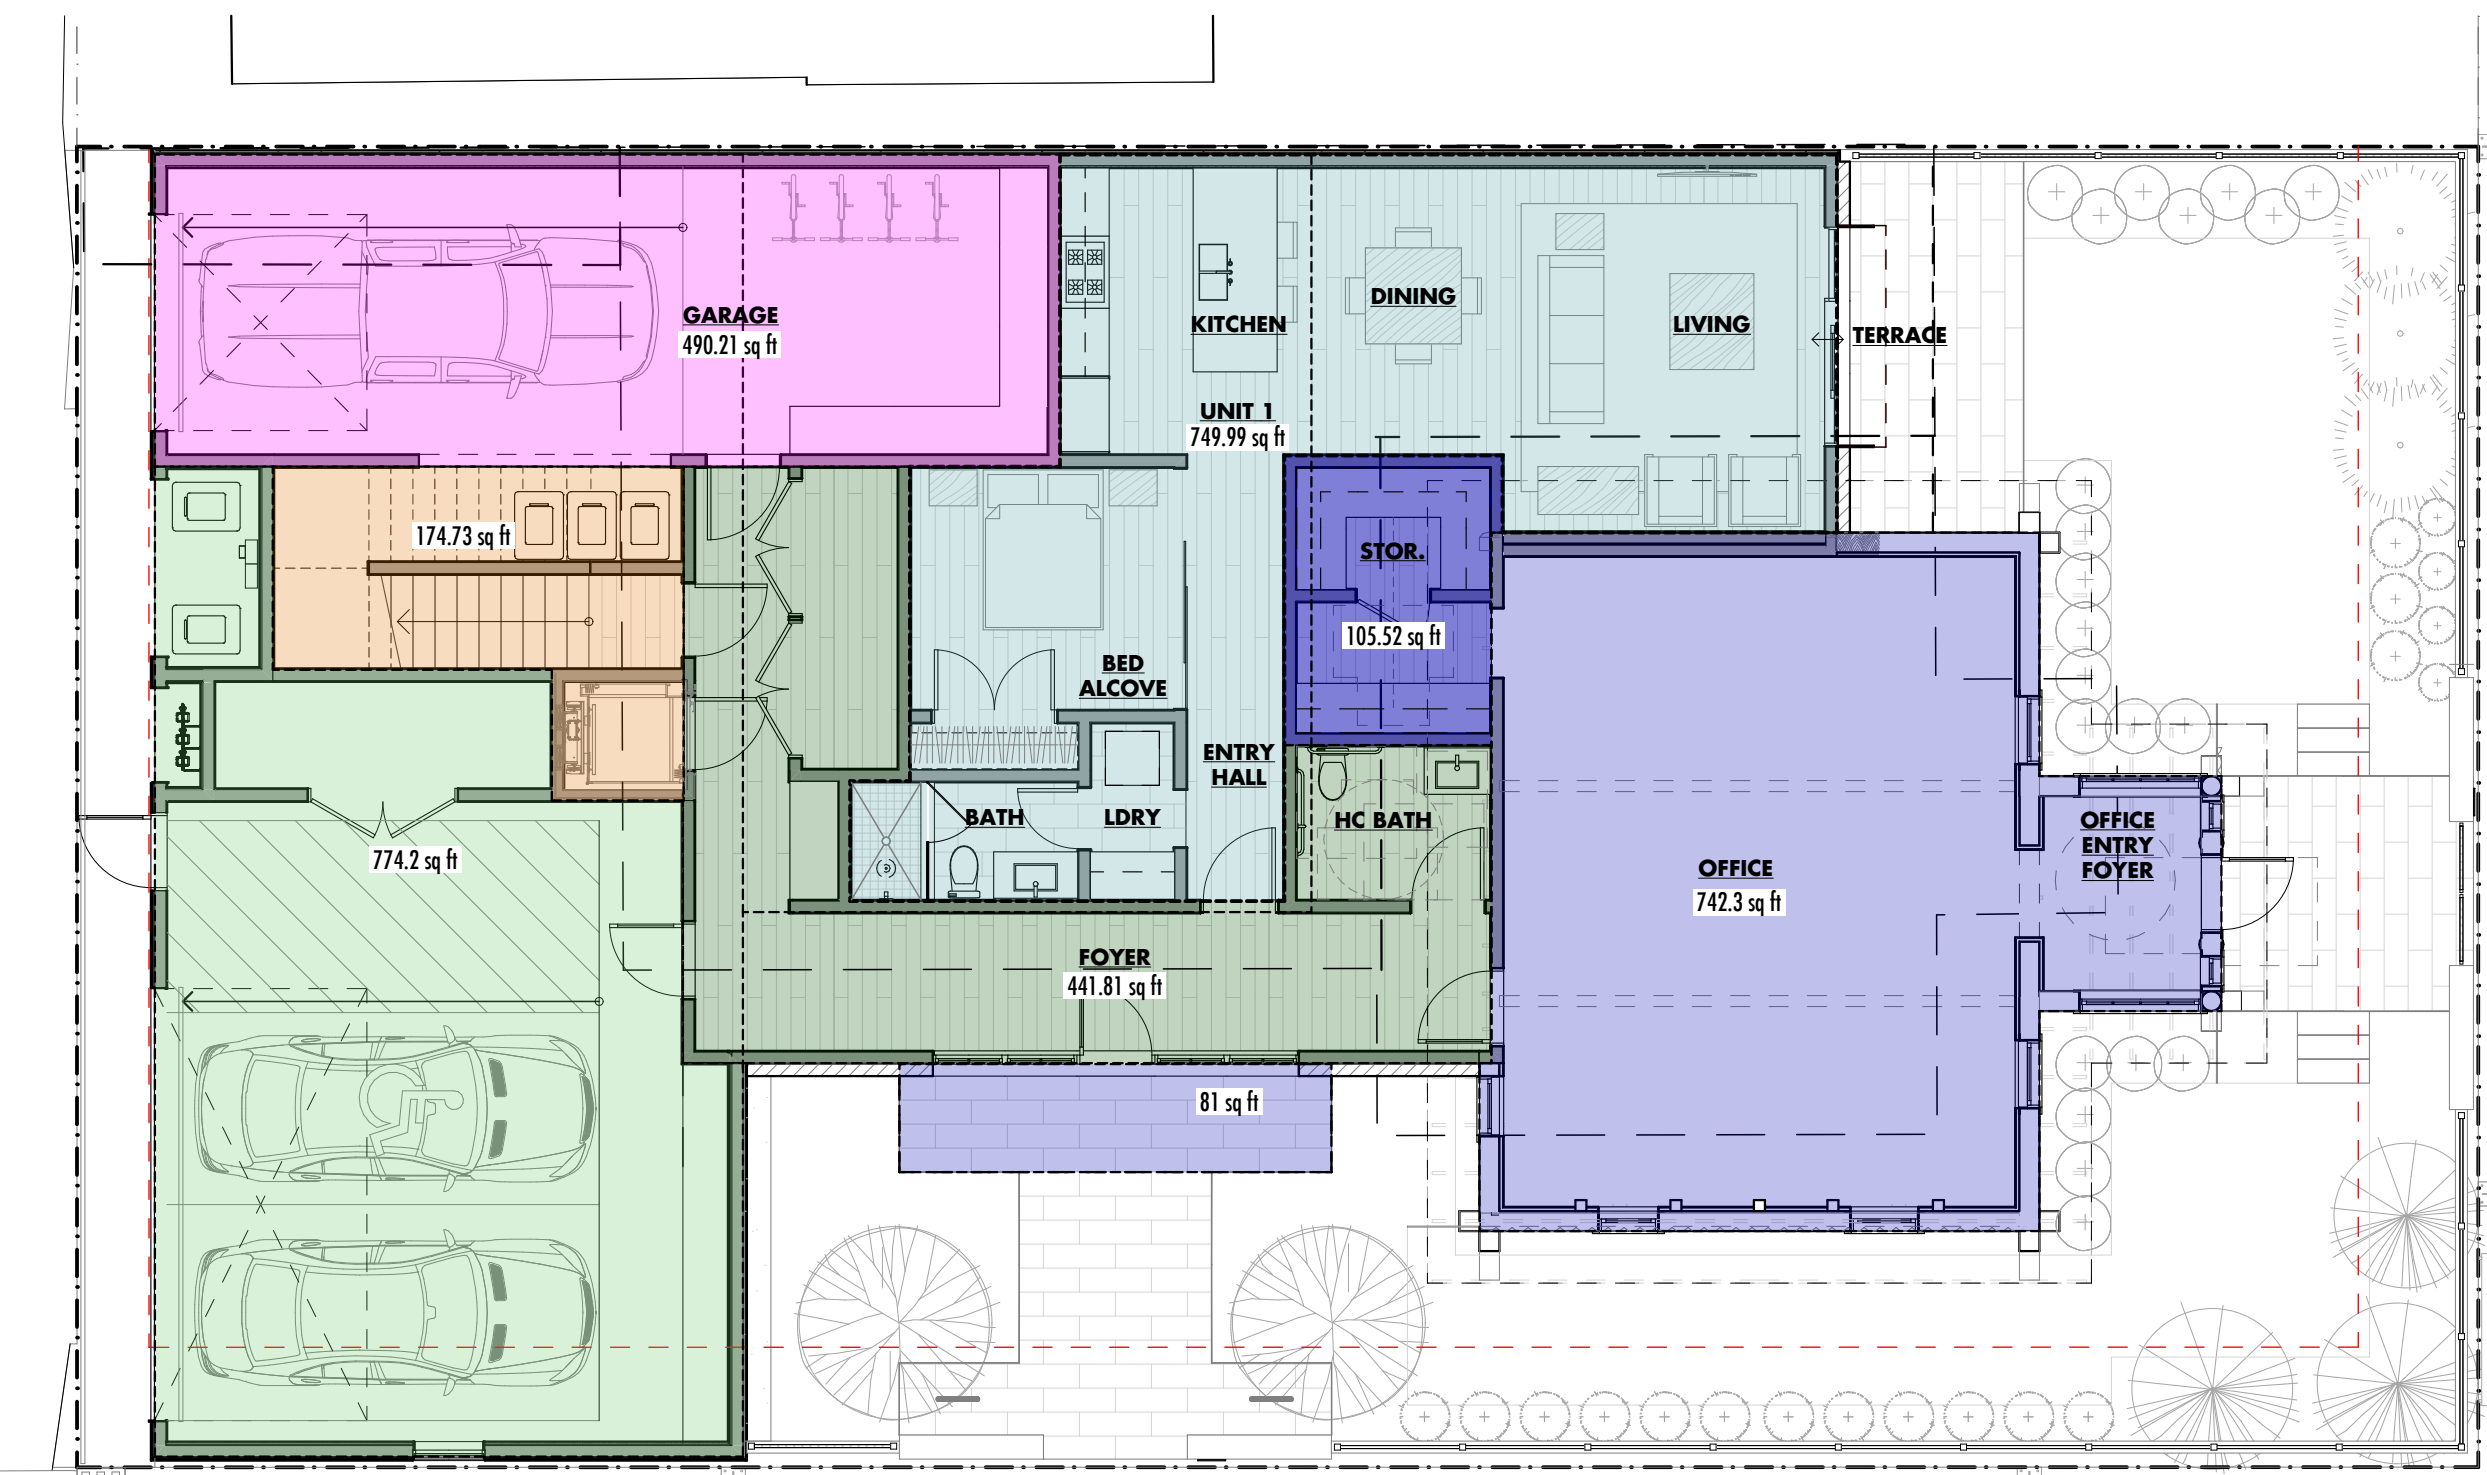 GARAGE
490.21 sq ft
KITCHEN
DINING
LIVING
TERRACE
UNIT 1
749.99 sq ft
174.73 sq ft
STOR.
105.52 sq ft
BED
ALCOVE
ENTRY
HALL
BATH
LDRY
HC BATH
774.2 sq ft
OFFICE
742.3 sq ft
OFFICE
ENTRY
FOYER
FOYER
441.81 sq ft
81 sq ft